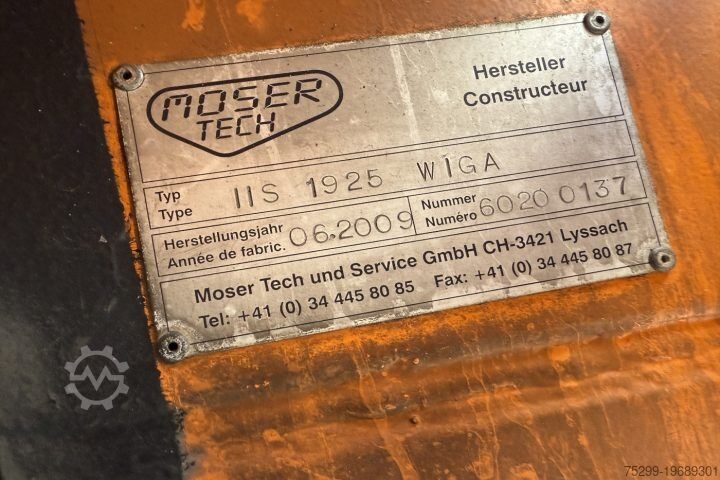 MOSER
TECH
Hersteller
Constructeur
Typ
Type
IIS 1925 WIGA
Herstellungsjahr
Année de fabric.
06.2009
Nummer
Numéro
6020 0137
Moser Tech und Service GmbH CH-3421 Lyssach
Tel: +41 (0) 34 445 80 85 Fax: +41 (0) 34 445 80 87
75299-19689301